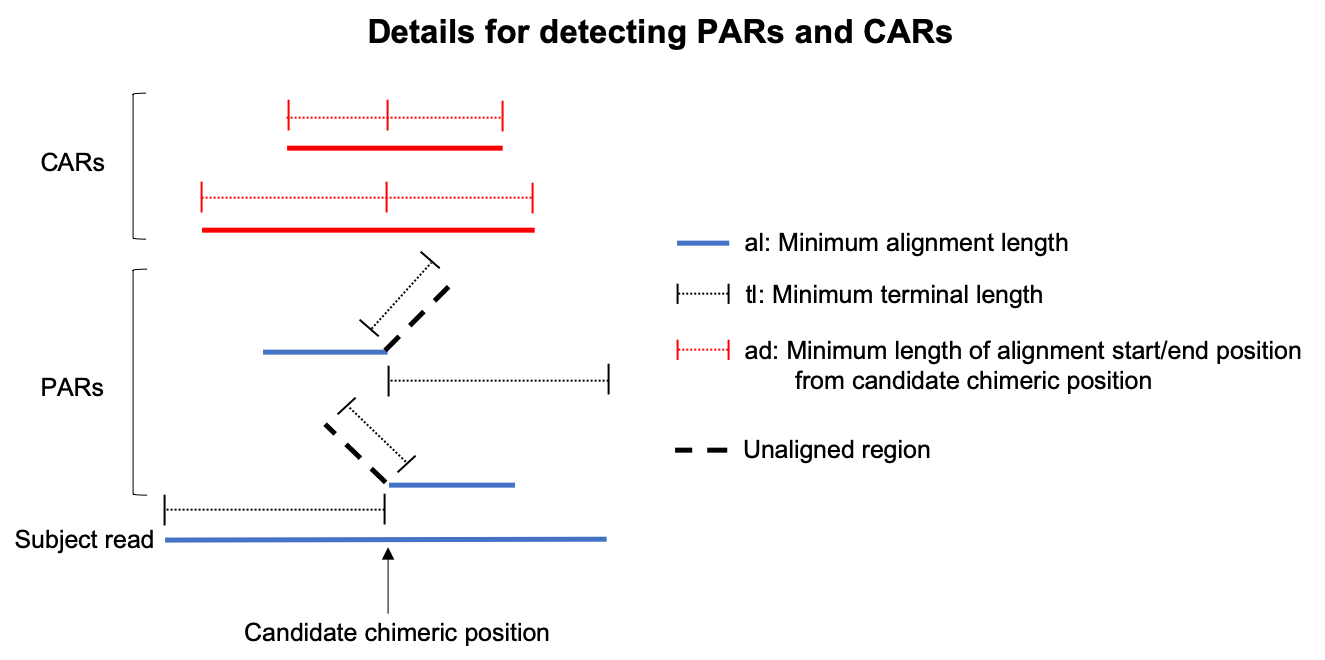 Details for detecting PARs and CARs
CARs
PARs
Subject read
Candidate chimeric position
al: Minimum alignment length
tl: Minimum terminal length
ad: Minimum length of alignment start/end position
from candidate chimeric position
Unaligned region